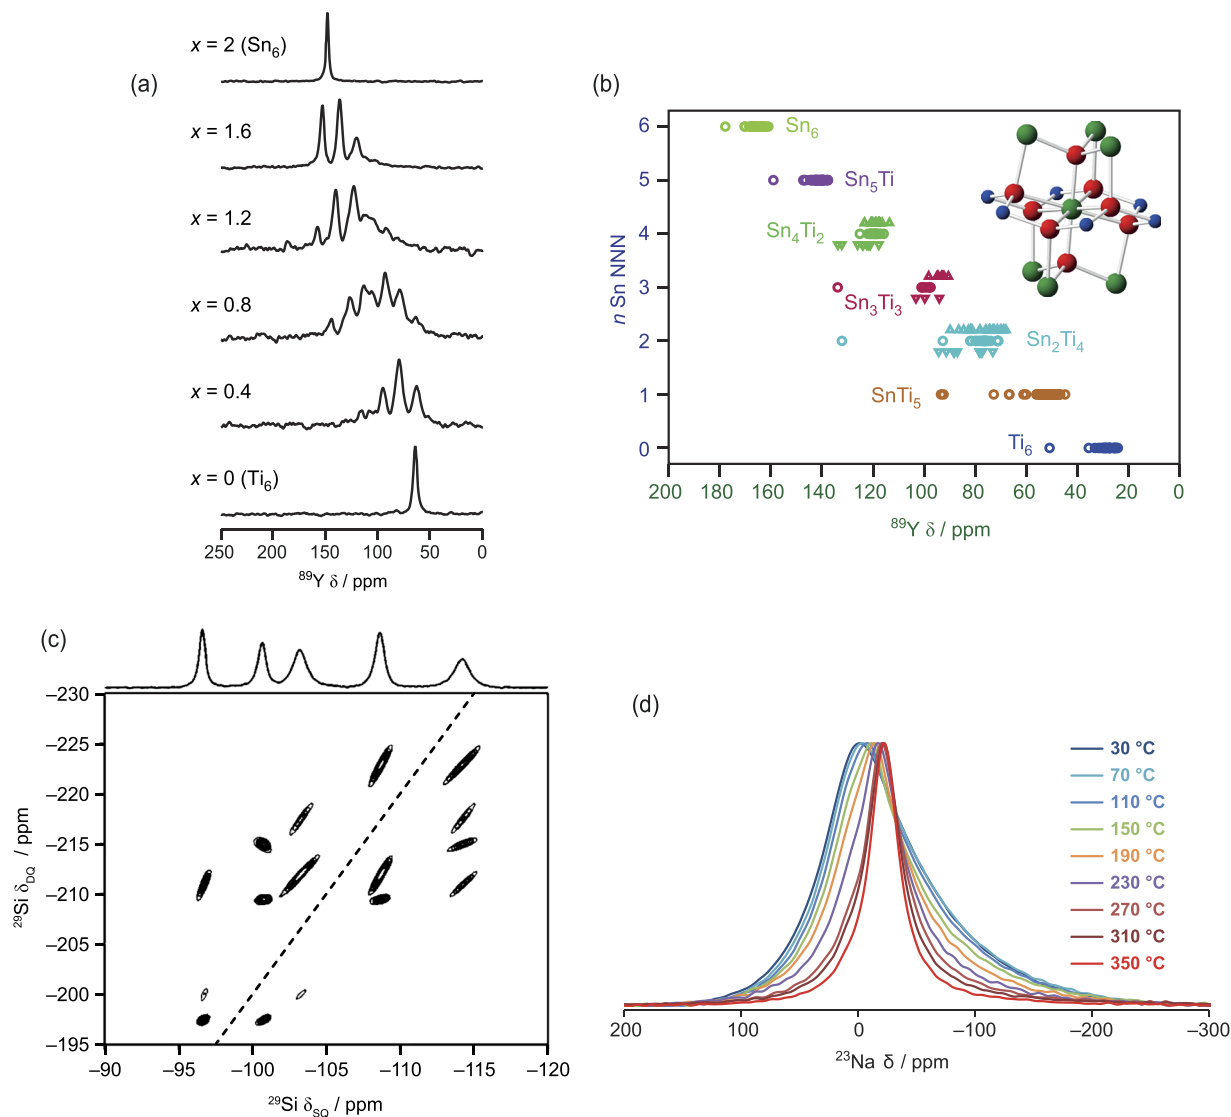 (a)
x = 2 (Sn₆)
x = 1.6
x = 1.2
x = 0.8
x = 0.4
x = 0 (Ti₆)
250 200 150 100 50 0
⁸⁹Y δ / ppm
(b)
n Sn NNN
6
5
4
3
2
1
0
Sn₆
Sn₅Ti
Sn₄Ti₂
Sn₃Ti₃
Sn₂Ti₄
SnTi₅
Ti₆
200 180 160 140 120 100 80 60 40 20 0
⁸⁹Y δ / ppm
(c)
²⁹Si δDQ / ppm
–230
–225
–220
–215
–210
–205
–200
–195
–90 –95 –100 –105 –110 –115 –120
²⁹Si δSQ / ppm
(d)
30 °C
70 °C
110 °C
150 °C
190 °C
230 °C
270 °C
310 °C
350 °C
200 100 0 –100 –200 –300
²³Na δ / ppm